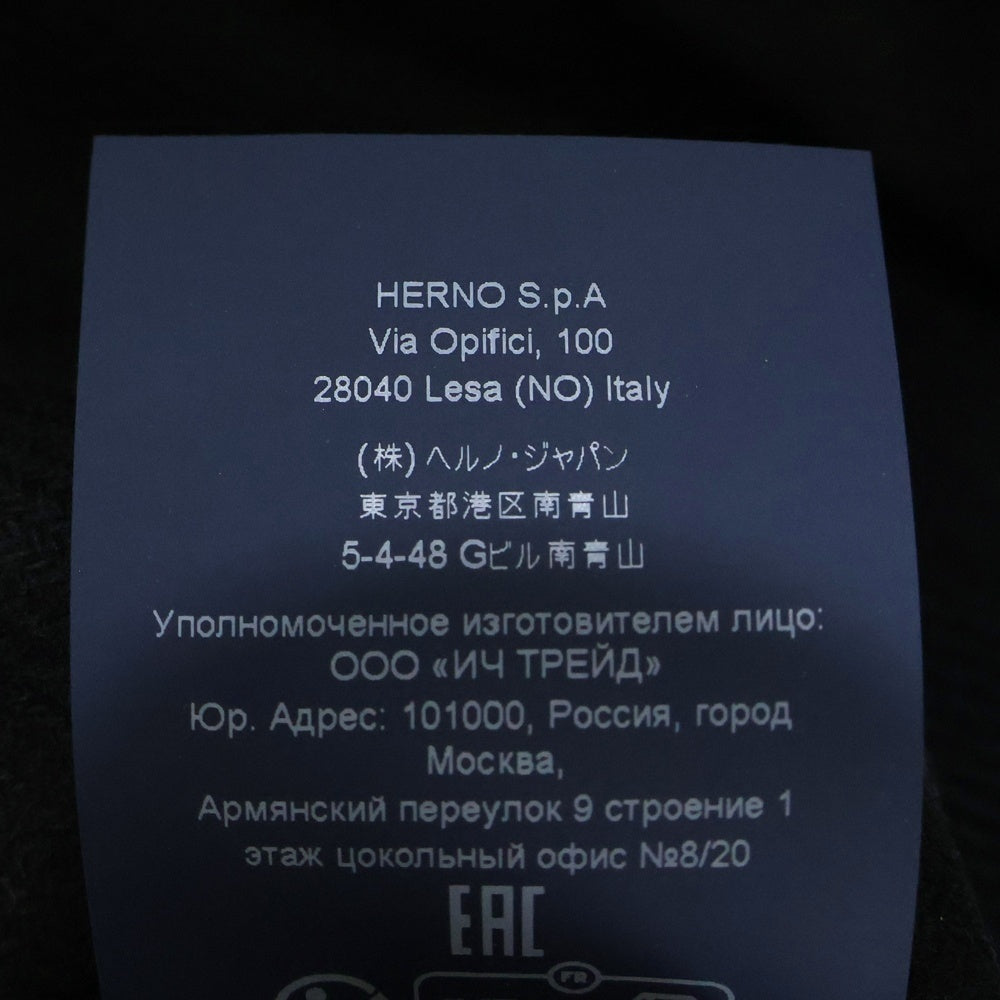 HERNO S.p.A
Via Opifici, 100
28040 Lesa (NO) Italy
(株) ヘルノ・ジャパン
東京都港区南青山
5-4-48 Gビル南青山
Уполномоченное изготовителем лицо:
ООО «ИЧ ТРЕЙД»
Юр. Адрес: 101000, Россия, город
Москва,
Армянский переулок 9 строение 1
этаж цокольный офис №8/20
EAC
FR